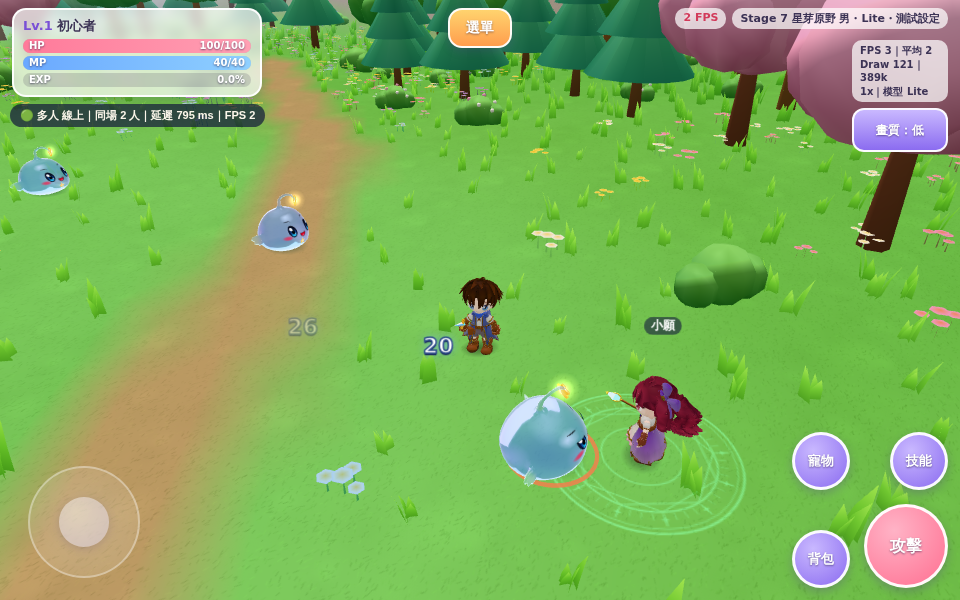 Lv.1 初心者
HP 100/100
MP 40/40
EXP 0.0%
🟢 多人 線上｜同場 2 人｜延遲 795 ms｜FPS 2
選單
2 FPS
Stage 7 星芽原野 男・Lite・測試設定
FPS 3｜平均 2
Draw 121｜
389k
1x｜模型 Lite
畫質：低
26
20
小願
寵物
技能
背包
攻擊